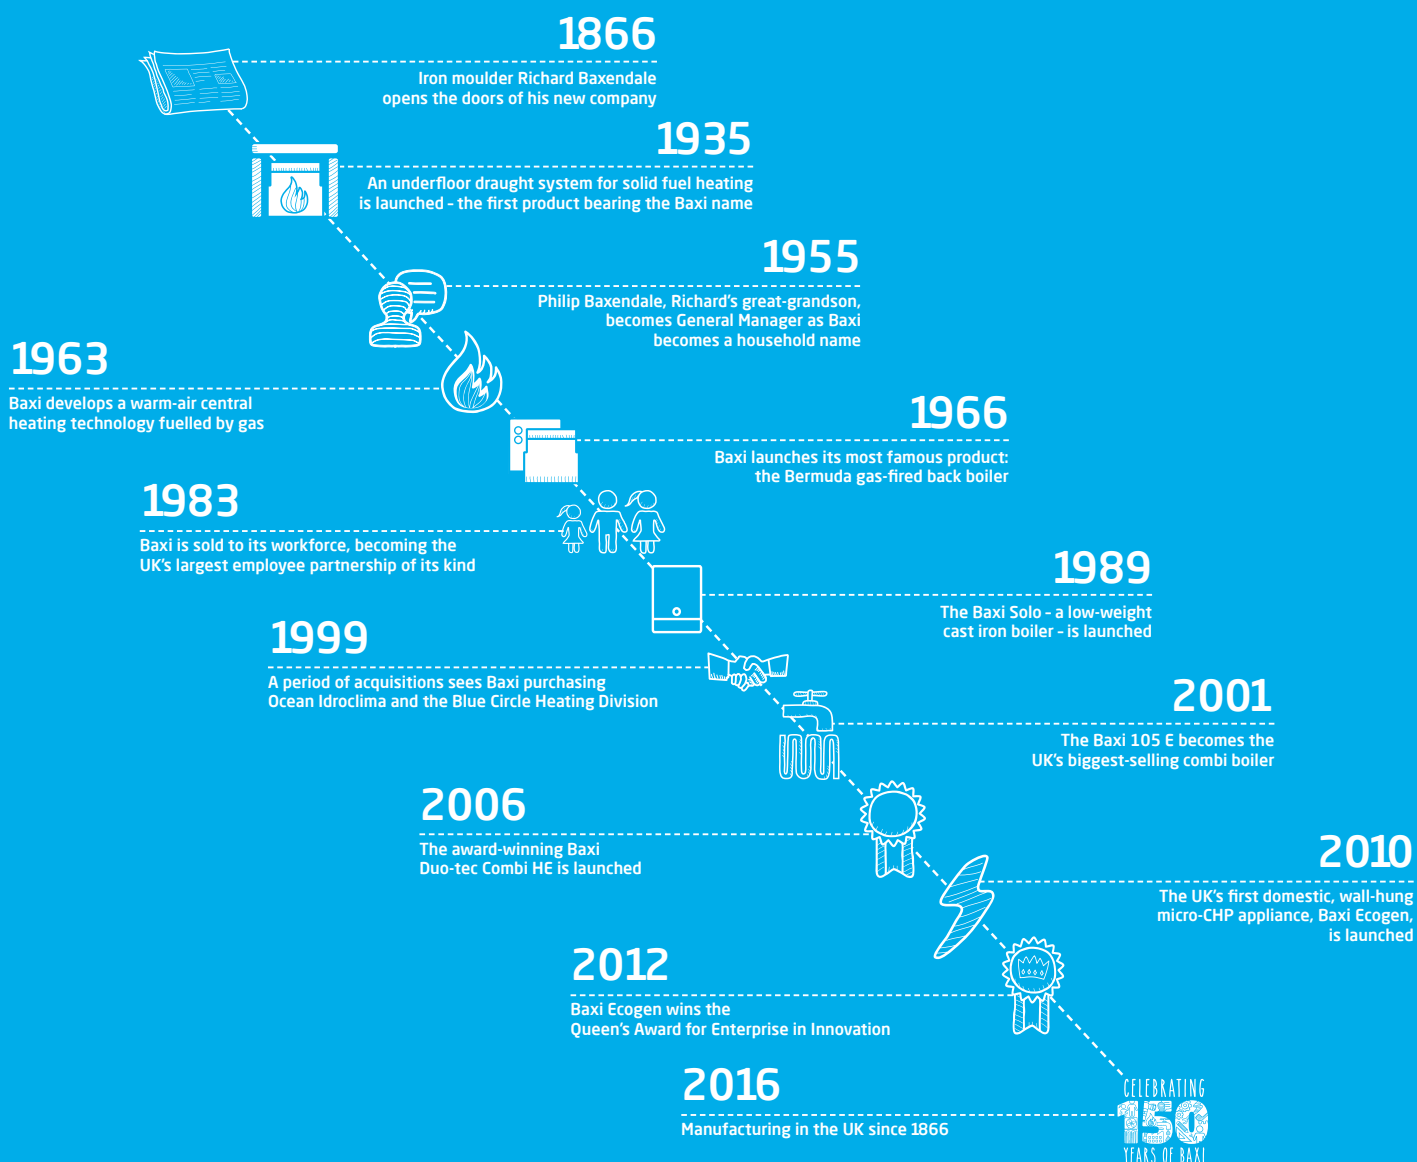 1866
Iron moulder Richard Baxendale
opens the doors of his new company
1935
An underfloor draught system for solid fuel heating
is launched – the first product bearing the Baxi name
1955
Philip Baxendale, Richard's great-grandson,
becomes General Manager as Baxi
becomes a household name
1963
Baxi develops a warm-air central
heating technology fuelled by gas
1966
Baxi launches its most famous product:
the Bermuda gas-fired back boiler
1983
Baxi is sold to its workforce, becoming the
UK's largest employee partnership of its kind
1989
The Baxi Solo – a low-weight
cast iron boiler – is launched
1999
A period of acquisitions sees Baxi purchasing
Ocean Idroclima and the Blue Circle Heating Division
2001
The Baxi 105 E becomes the
UK's biggest-selling combi boiler
2006
The award-winning Baxi
Duo-tec Combi HE is launched
2010
The UK's first domestic, wall-hung
micro-CHP appliance, Baxi Ecogen,
is launched
2012
Baxi Ecogen wins the
Queen's Award for Enterprise in Innovation
2016
Manufacturing in the UK since 1866
CELEBRATING
150
YEARS OF BAXI